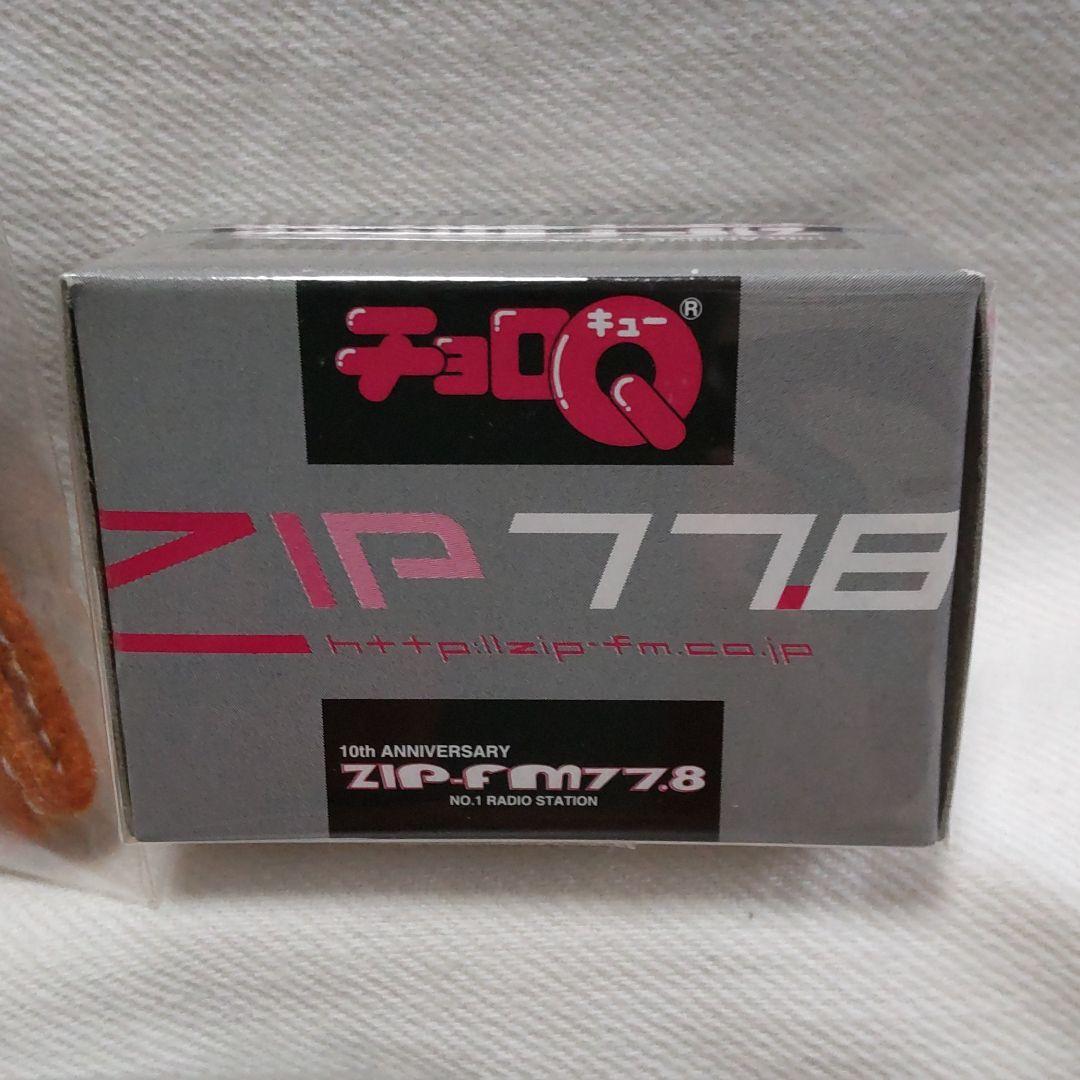 チョロQ®
キュー
ZIP 77.8
http://zip-fm.co.jp
10th ANNIVERSARY
ZIP-FM77.8
NO.1 RADIO STATION